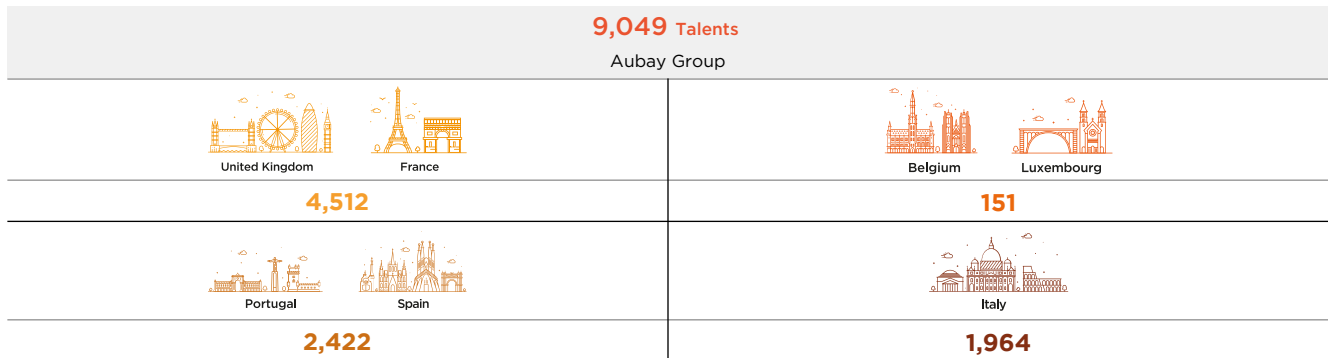 9,049 Talents
Aubay Group
United Kingdom France
Belgium Luxembourg
4,512
151
Portugal Spain
Italy
2,422
1,964